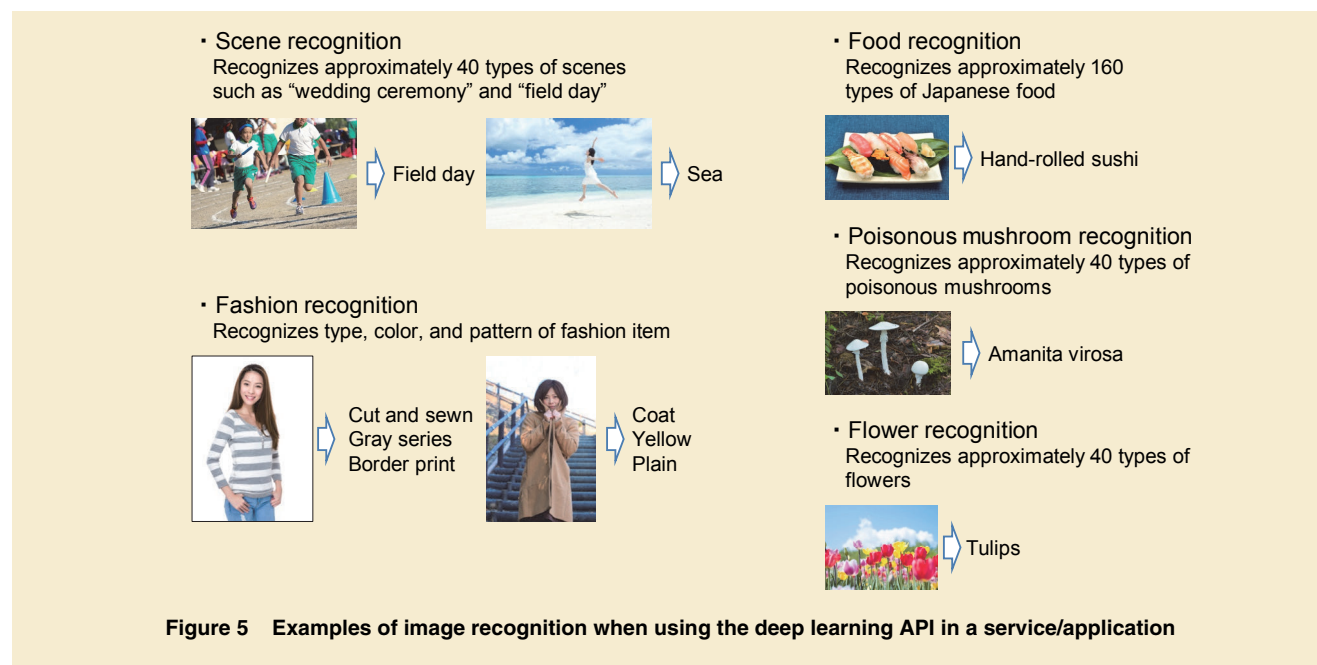 ・Scene recognition
Recognizes approximately 40 types of scenes
such as “wedding ceremony” and “field day”
Field day
Sea
・Fashion recognition
Recognizes type, color, and pattern of fashion item
Cut and sewn
Gray series
Border print
Coat
Yellow
Plain
・Food recognition
Recognizes approximately 160
types of Japanese food
Hand-rolled sushi
・Poisonous mushroom recognition
Recognizes approximately 40 types of
poisonous mushrooms
Amanita virosa
・Flower recognition
Recognizes approximately 40 types of
flowers
Tulips
Figure 5 Examples of image recognition when using the deep learning API in a service/application